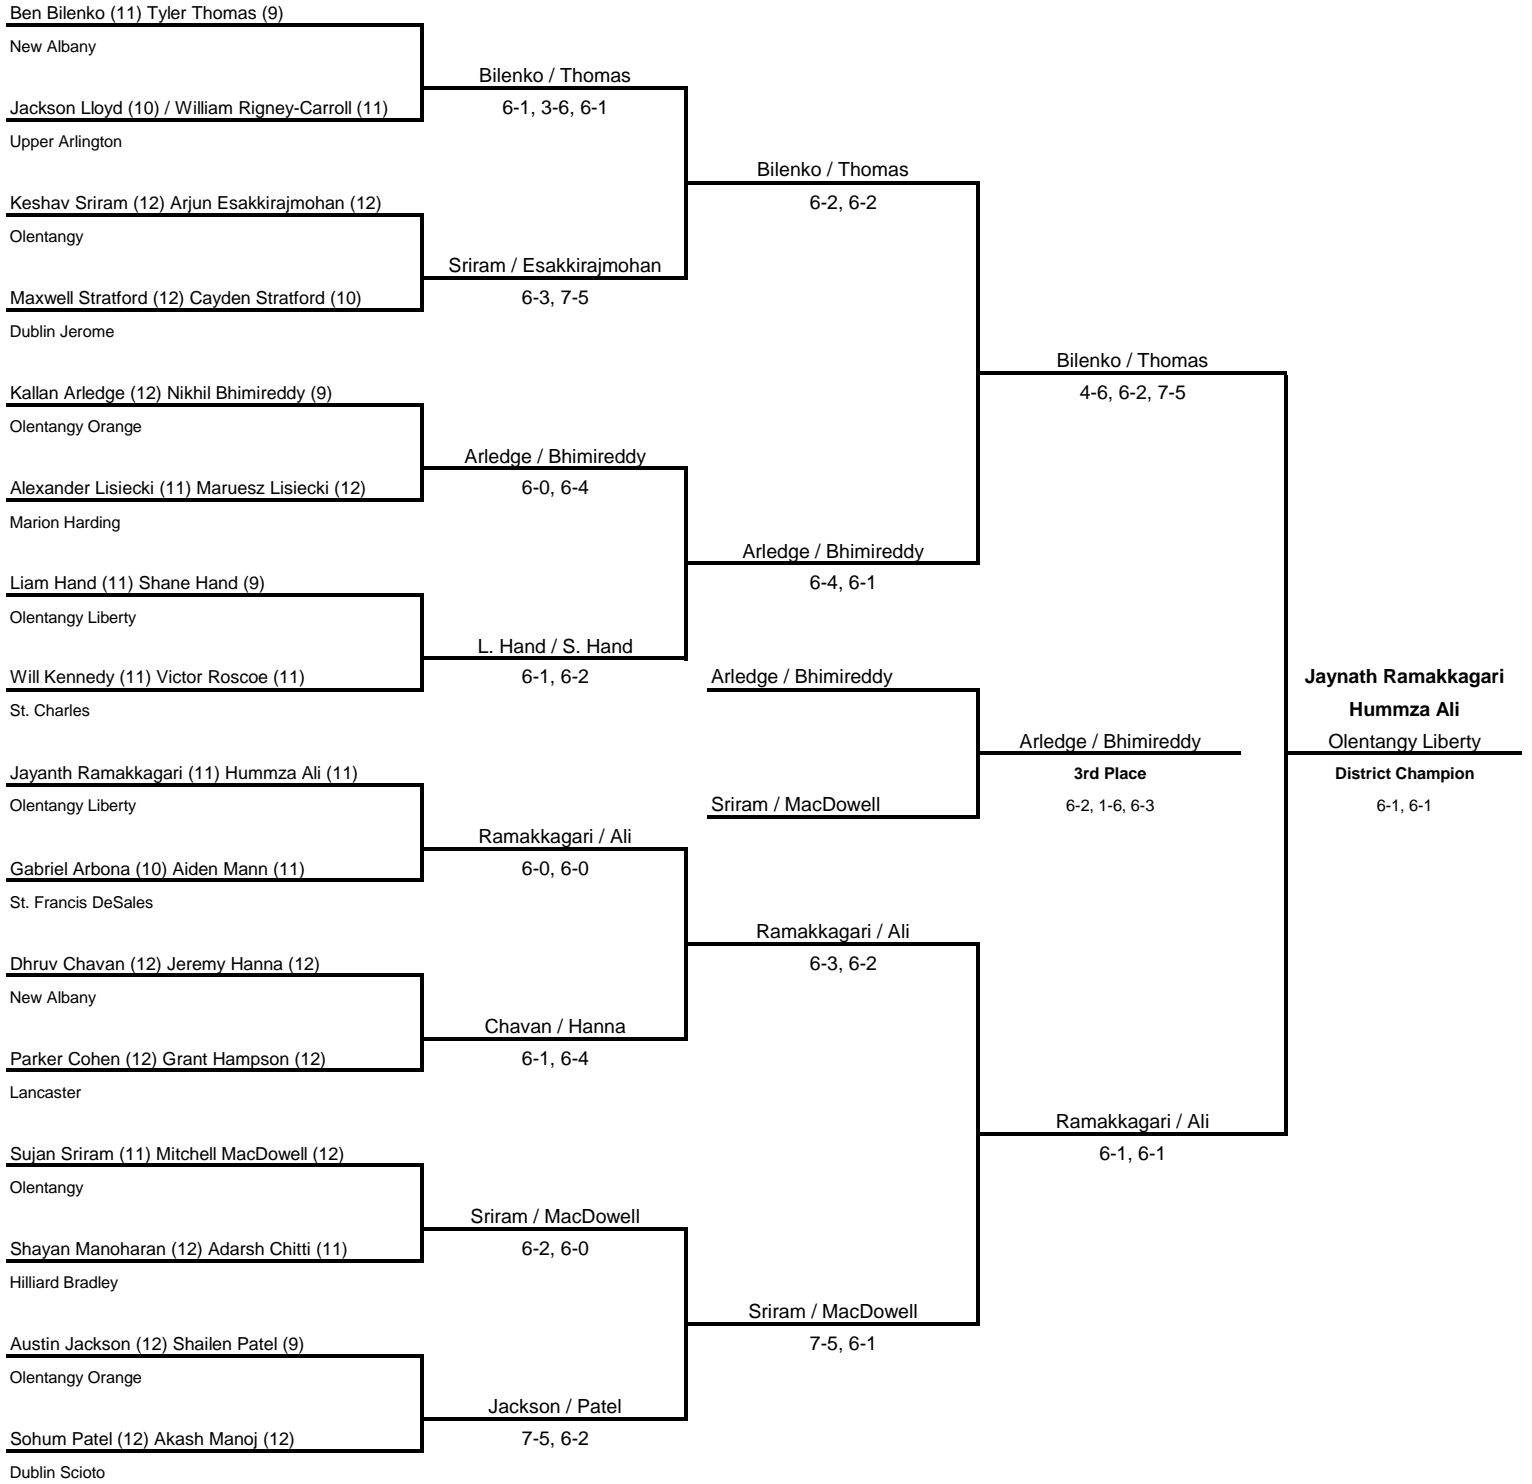 Ben Bilenko (11) Tyler Thomas (9)
New Albany
Jackson Lloyd (10) / William Rigney-Carroll (11)
Upper Arlington
Keshav Sriram (12) Arjun Esakkirajmohan (12)
Olentangy
Maxwell Stratford (12) Cayden Stratford (10)
Dublin Jerome
Kallan Arledge (12) Nikhil Bhimireddy (9)
Olentangy Orange
Alexander Lisiecki (11) Maruesz Lisiecki (12)
Marion Harding
Liam Hand (11) Shane Hand (9)
Olentangy Liberty
Will Kennedy (11) Victor Roscoe (11)
St. Charles
Jayanth Ramakkagari (11) Hummza Ali (11)
Olentangy Liberty
Gabriel Arbona (10) Aiden Mann (11)
St. Francis DeSales
Dhruv Chavan (12) Jeremy Hanna (12)
New Albany
Parker Cohen (12) Grant Hampson (12)
Lancaster
Sujan Sriram (11) Mitchell MacDowell (12)
Olentangy
Shayan Manoharan (12) Adarsh Chitti (11)
Hilliard Bradley
Austin Jackson (12) Shailen Patel (9)
Olentangy Orange
Sohum Patel (12) Akash Manoj (12)
Dublin Scioto
Bilenko / Thomas
6-1, 3-6, 6-1
Sriram / Esakkirajmohan
6-3, 7-5
Arledge / Bhimireddy
6-0, 6-4
L. Hand / S. Hand
6-1, 6-2
Ramakkagari / Ali
6-0, 6-0
Chavan / Hanna
6-1, 6-4
Sriram / MacDowell
6-2, 6-0
Jackson / Patel
7-5, 6-2
Bilenko / Thomas
6-2, 6-2
Arledge / Bhimireddy
6-4, 6-1
Arledge / Bhimireddy
Sriram / MacDowell
Ramakkagari / Ali
6-3, 6-2
Sriram / MacDowell
7-5, 6-1
Bilenko / Thomas
4-6, 6-2, 7-5
Arledge / Bhimireddy
3rd Place
6-2, 1-6, 6-3
Ramakkagari / Ali
6-1, 6-1
Jaynath Ramakkagari
Hummza Ali
Olentangy Liberty
District Champion
6-1, 6-1